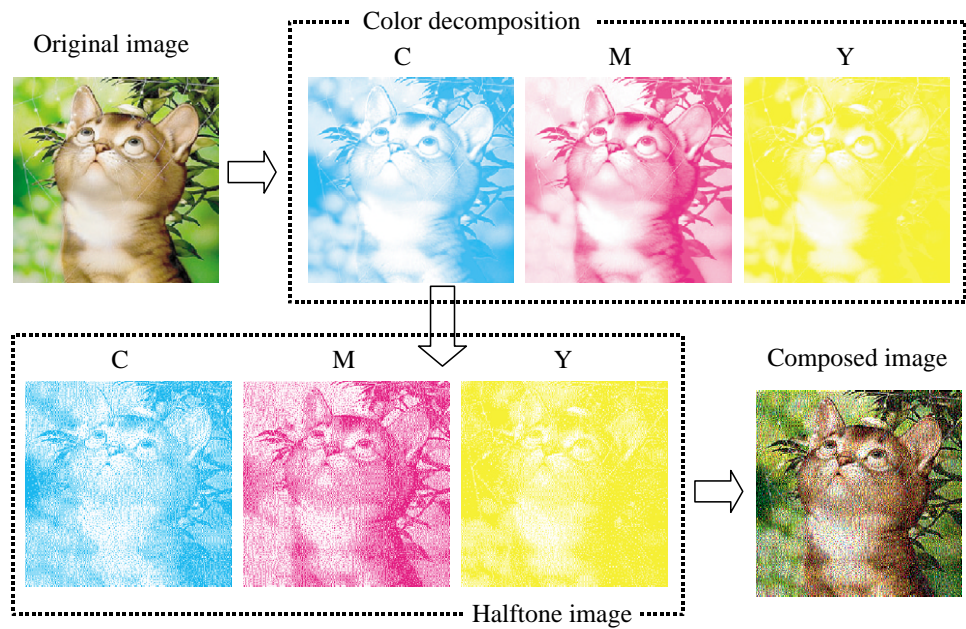 Color decomposition
Original image
C M Y
C M Y
Composed image
Halftone image